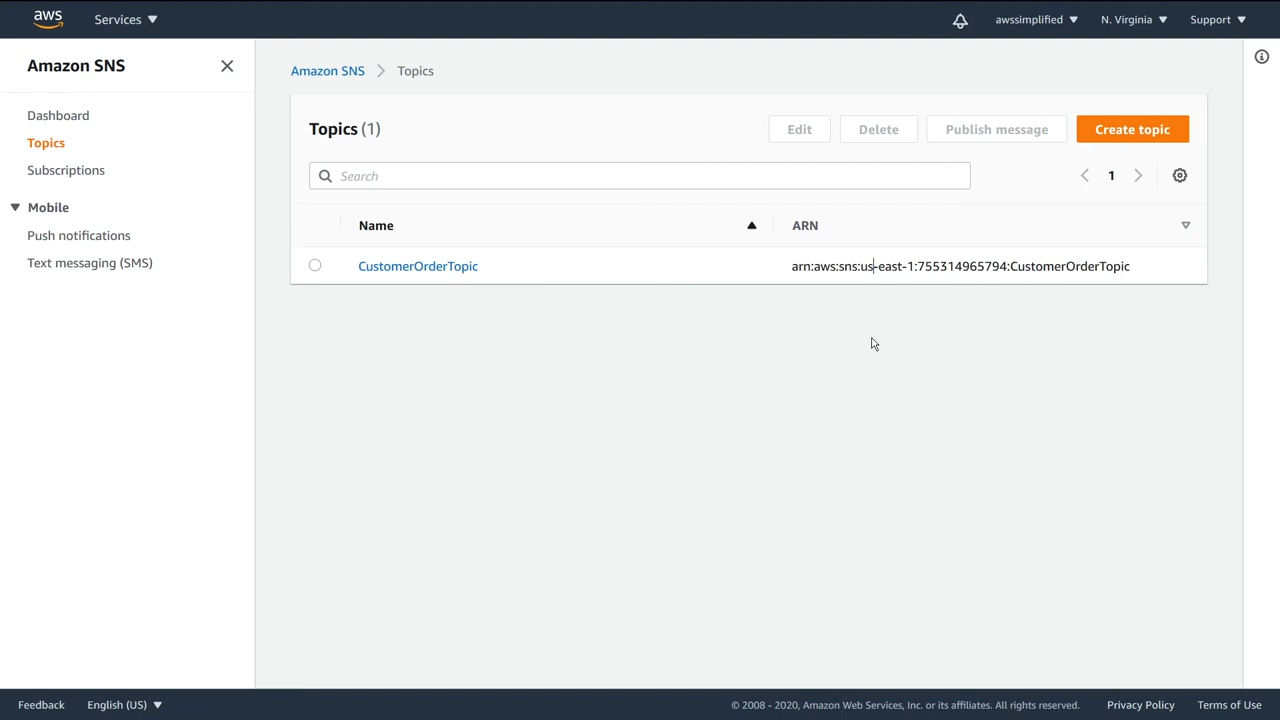 aws
Services
awssimplified
N. Virginia
Support
Amazon SNS
Dashboard
Topics
Subscriptions
Mobile
Push notifications
Text messaging (SMS)
Amazon SNS
Topics
Topics (1)
Edit
Delete
Publish message
Create topic
Search
1
Name
ARN
CustomerOrderTopic
arn:aws:sns:us-east-1:755314965794:CustomerOrderTopic
Feedback
English (US)
© 2008 - 2020, Amazon Web Services, Inc. or its affiliates. All rights reserved.
Privacy Policy
Terms of Use